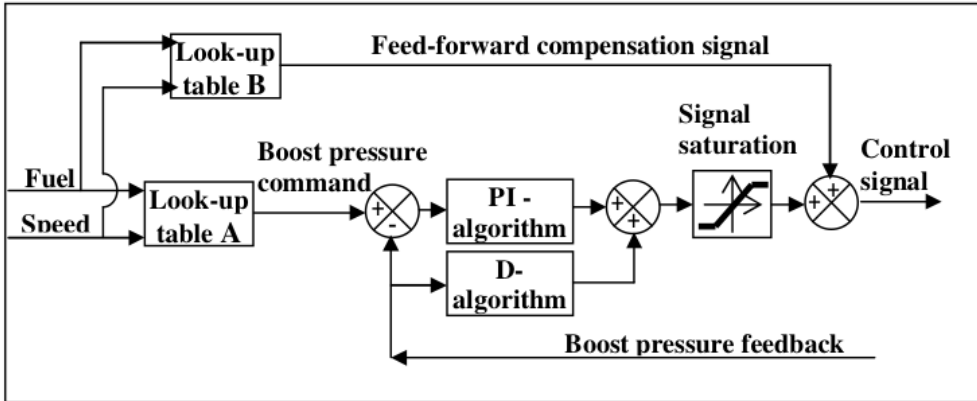 Look-up
table B
Feed-forward compensation signal
Signal
saturation
Control
signal
Boost pressure
command
Fuel
Speed
Look-up
table A
+
-
PI -
algorithm
D-
algorithm
+
+
+
+
Boost pressure feedback